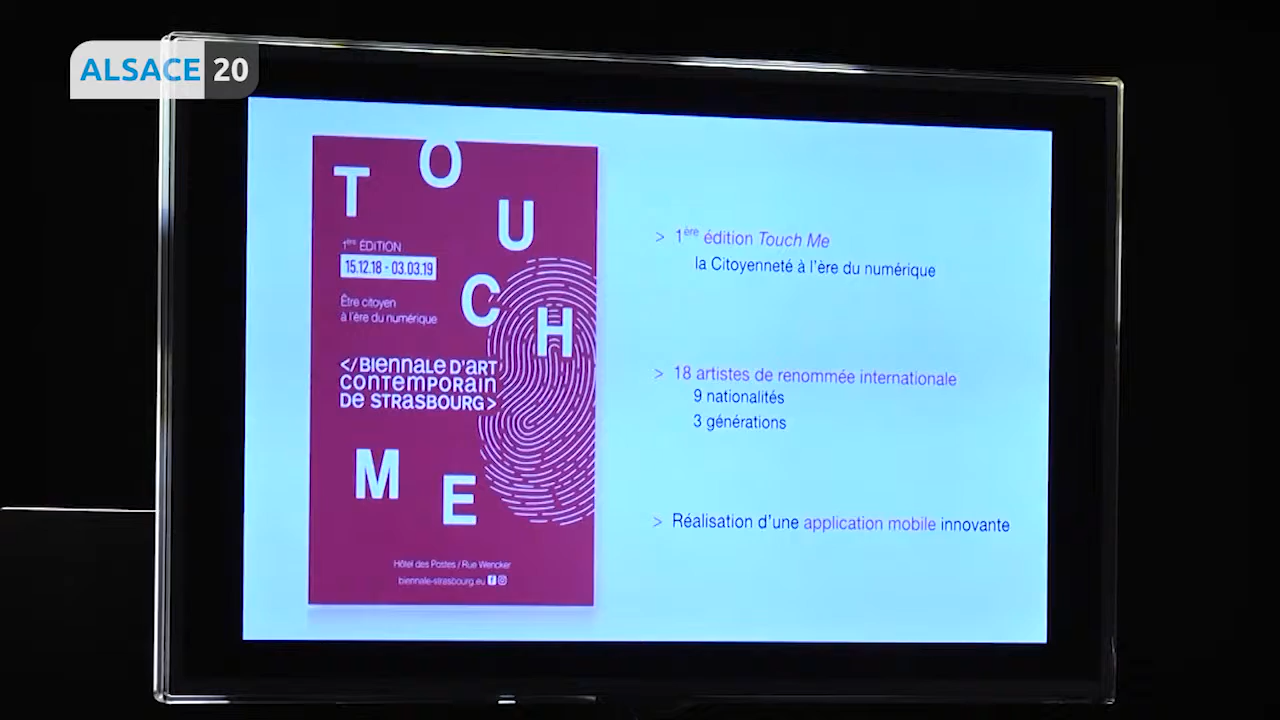 ALSACE 20
TOUCH
1ère ÉDITION
15.12.18 - 03.03.19
Être citoyen
à l'ère du numérique
</BIENNALE D'ART
CONTEMPORAIN
DE STRASBOURG>
ME
Hôtel des Postes / Rue Wencker
biennale-strasbourg.eu
> 1ère édition Touch Me
la Citoyenneté à l'ère du numérique
> 18 artistes de renommée internationale
9 nationalités
3 générations
> Réalisation d'une application mobile innovante